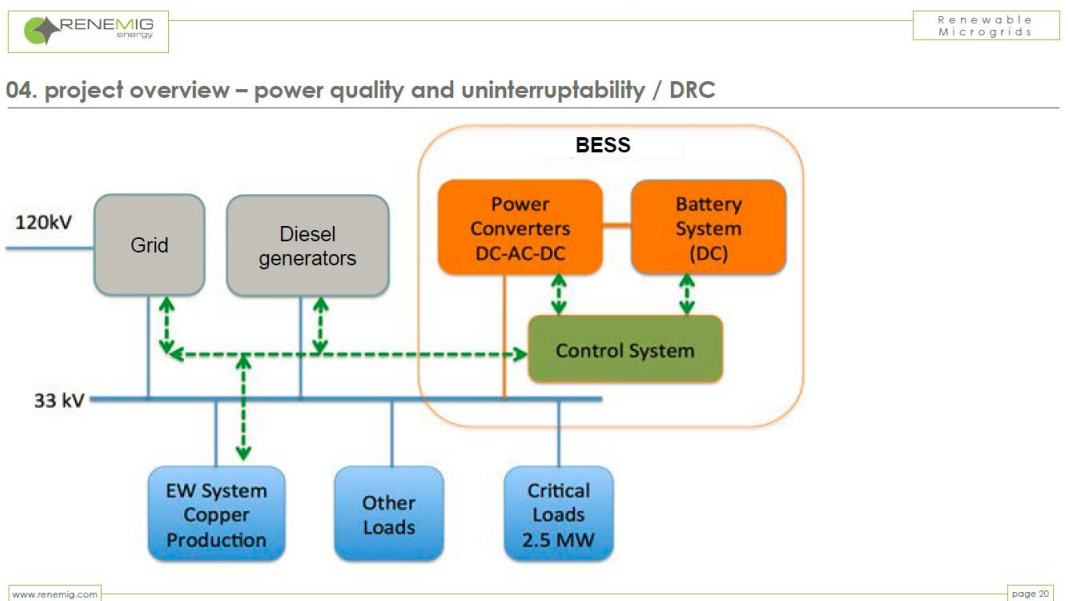 RENEMIG
energy
Renewable
Microgrids
04. project overview – power quality and uninterruptability / DRC
BESS
Power
Converters
DC-AC-DC
Battery
System
(DC)
120kV
Grid
Diesel
generators
Control System
33 kV
EW System
Copper
Production
Other
Loads
Critical
Loads
2.5 MW
www.renemig.com
page 20